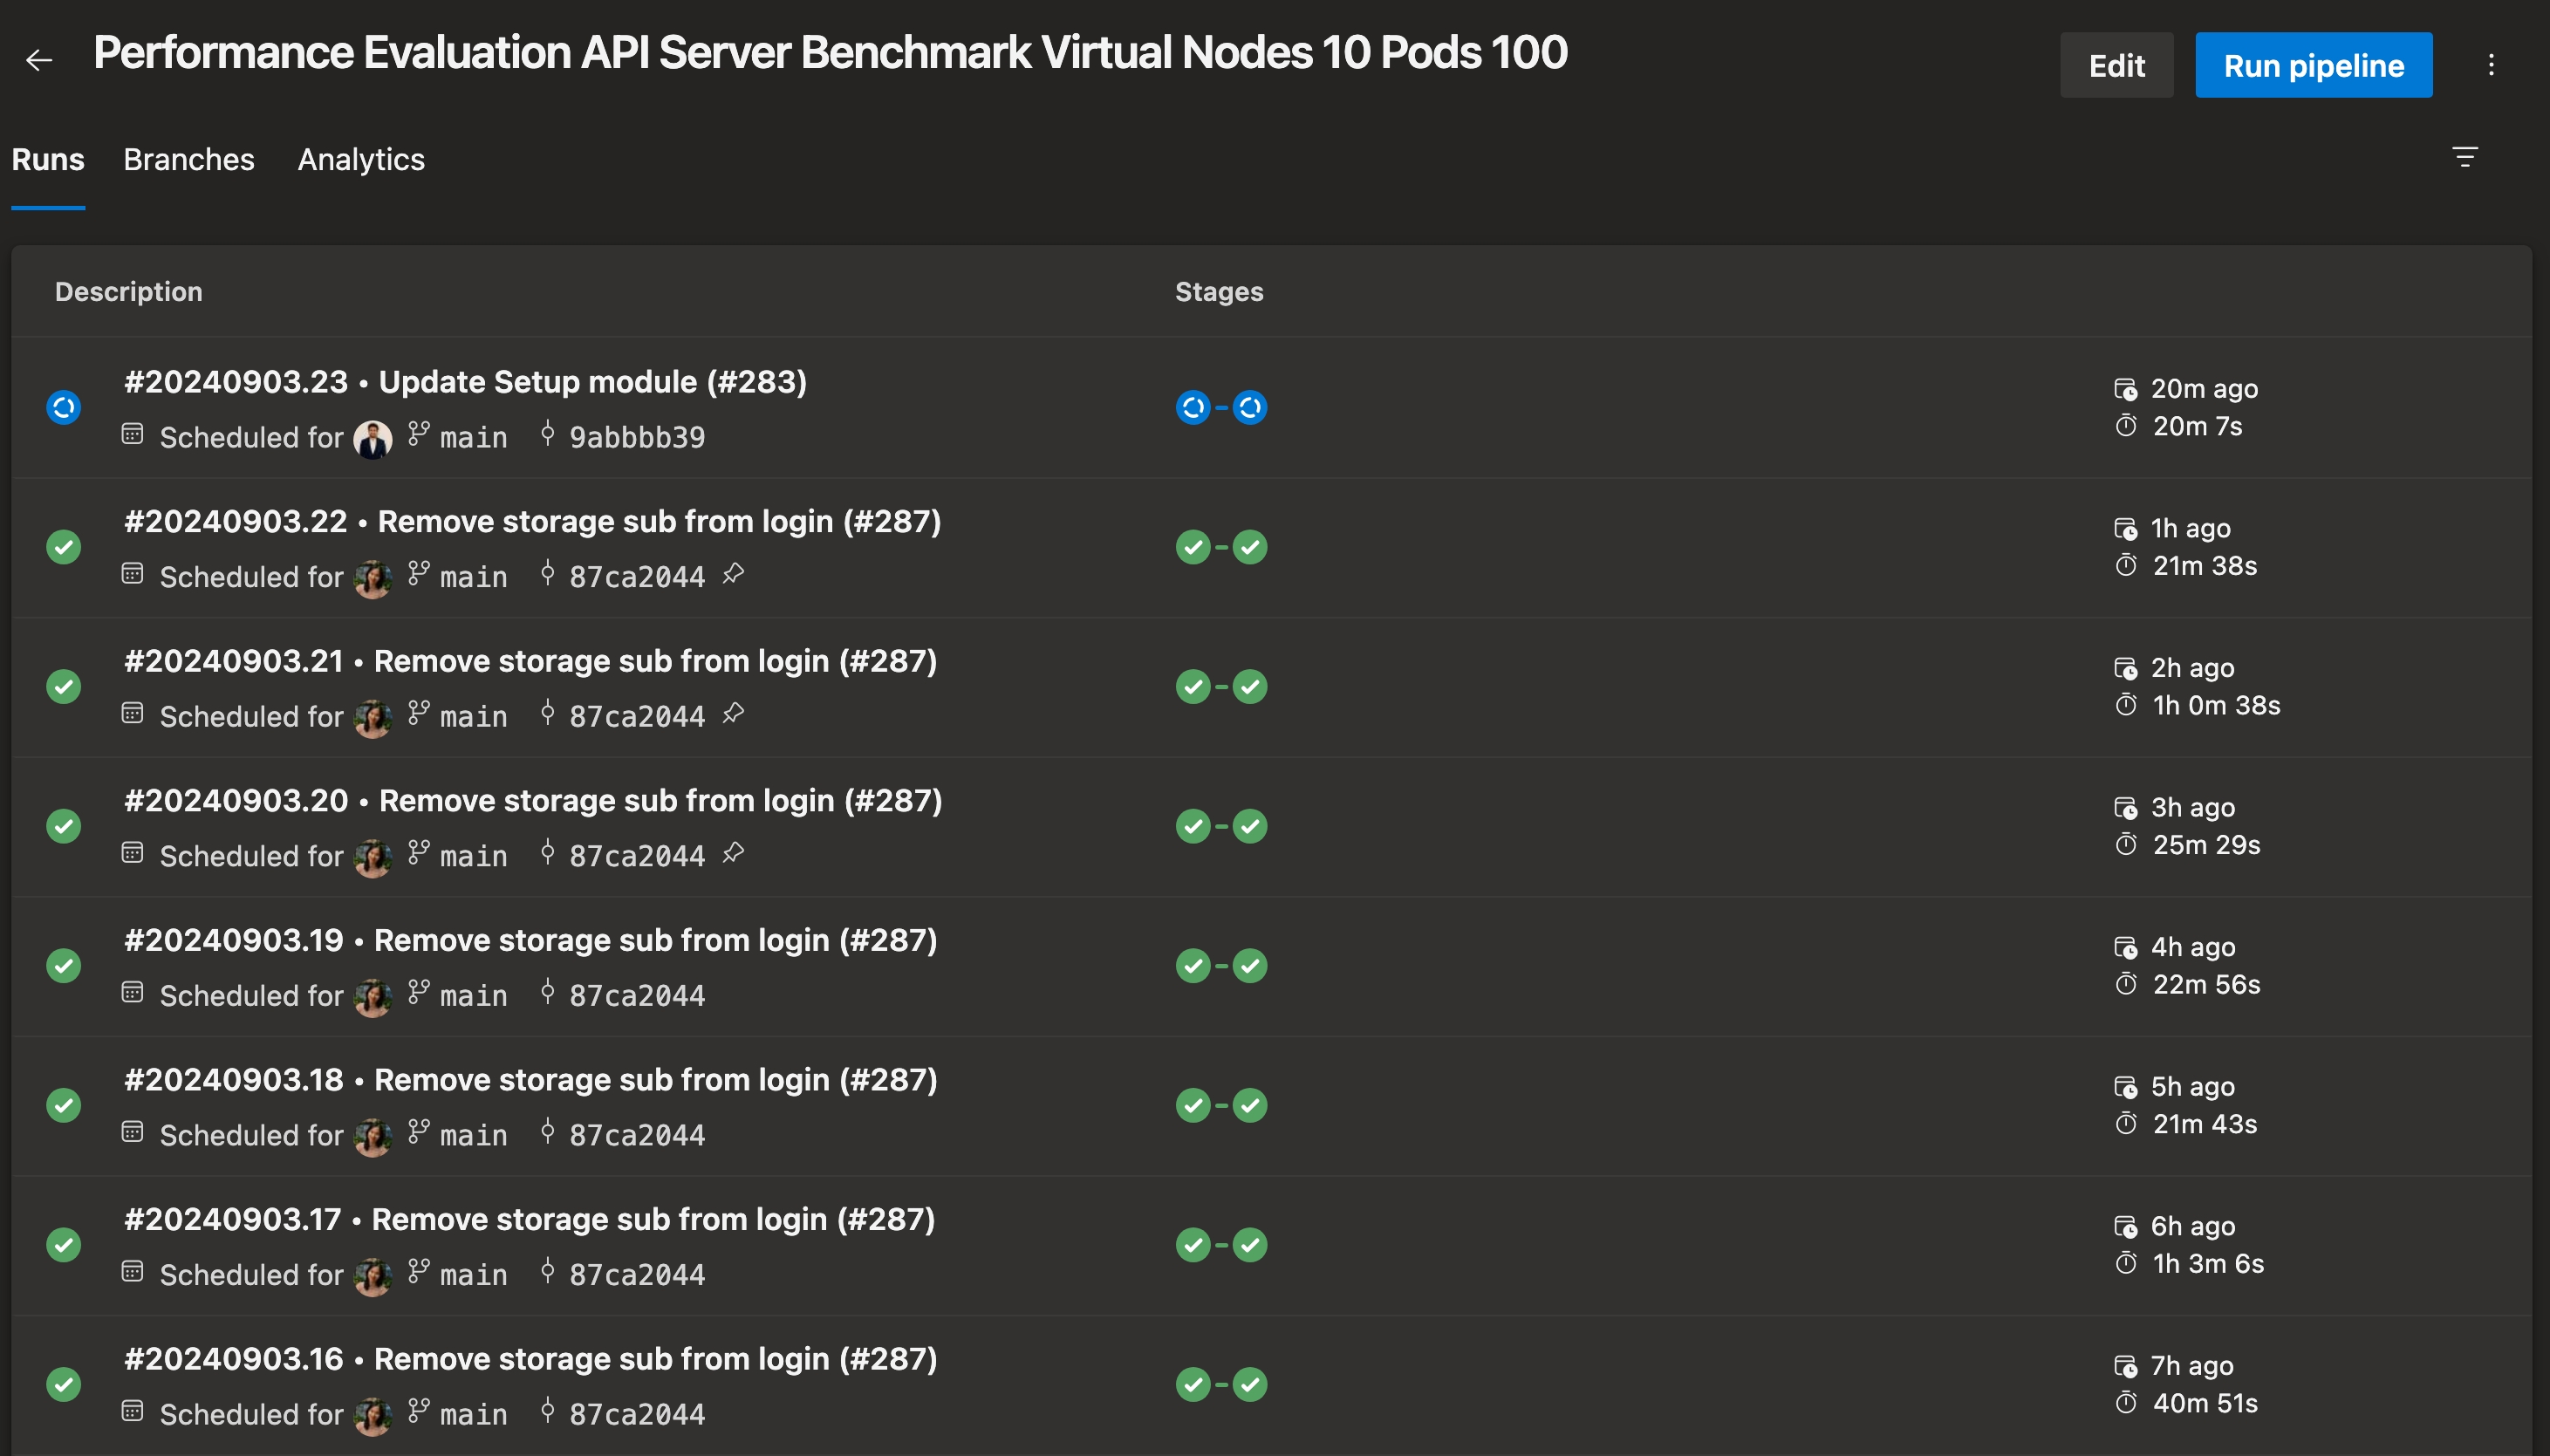 Performance Evaluation API Server Benchmark Virtual Nodes 10 Pods 100
Edit
Run pipeline
Runs
Branches
Analytics
Description
Stages
#20240903.23 • Update Setup module (#283)
Scheduled for main 9abbbb39
20m ago
20m 7s
#20240903.22 • Remove storage sub from login (#287)
Scheduled for main 87ca2044
1h ago
21m 38s
#20240903.21 • Remove storage sub from login (#287)
Scheduled for main 87ca2044
2h ago
1h 0m 38s
#20240903.20 • Remove storage sub from login (#287)
Scheduled for main 87ca2044
3h ago
25m 29s
#20240903.19 • Remove storage sub from login (#287)
Scheduled for main 87ca2044
4h ago
22m 56s
#20240903.18 • Remove storage sub from login (#287)
Scheduled for main 87ca2044
5h ago
21m 43s
#20240903.17 • Remove storage sub from login (#287)
Scheduled for main 87ca2044
6h ago
1h 3m 6s
#20240903.16 • Remove storage sub from login (#287)
Scheduled for main 87ca2044
7h ago
40m 51s